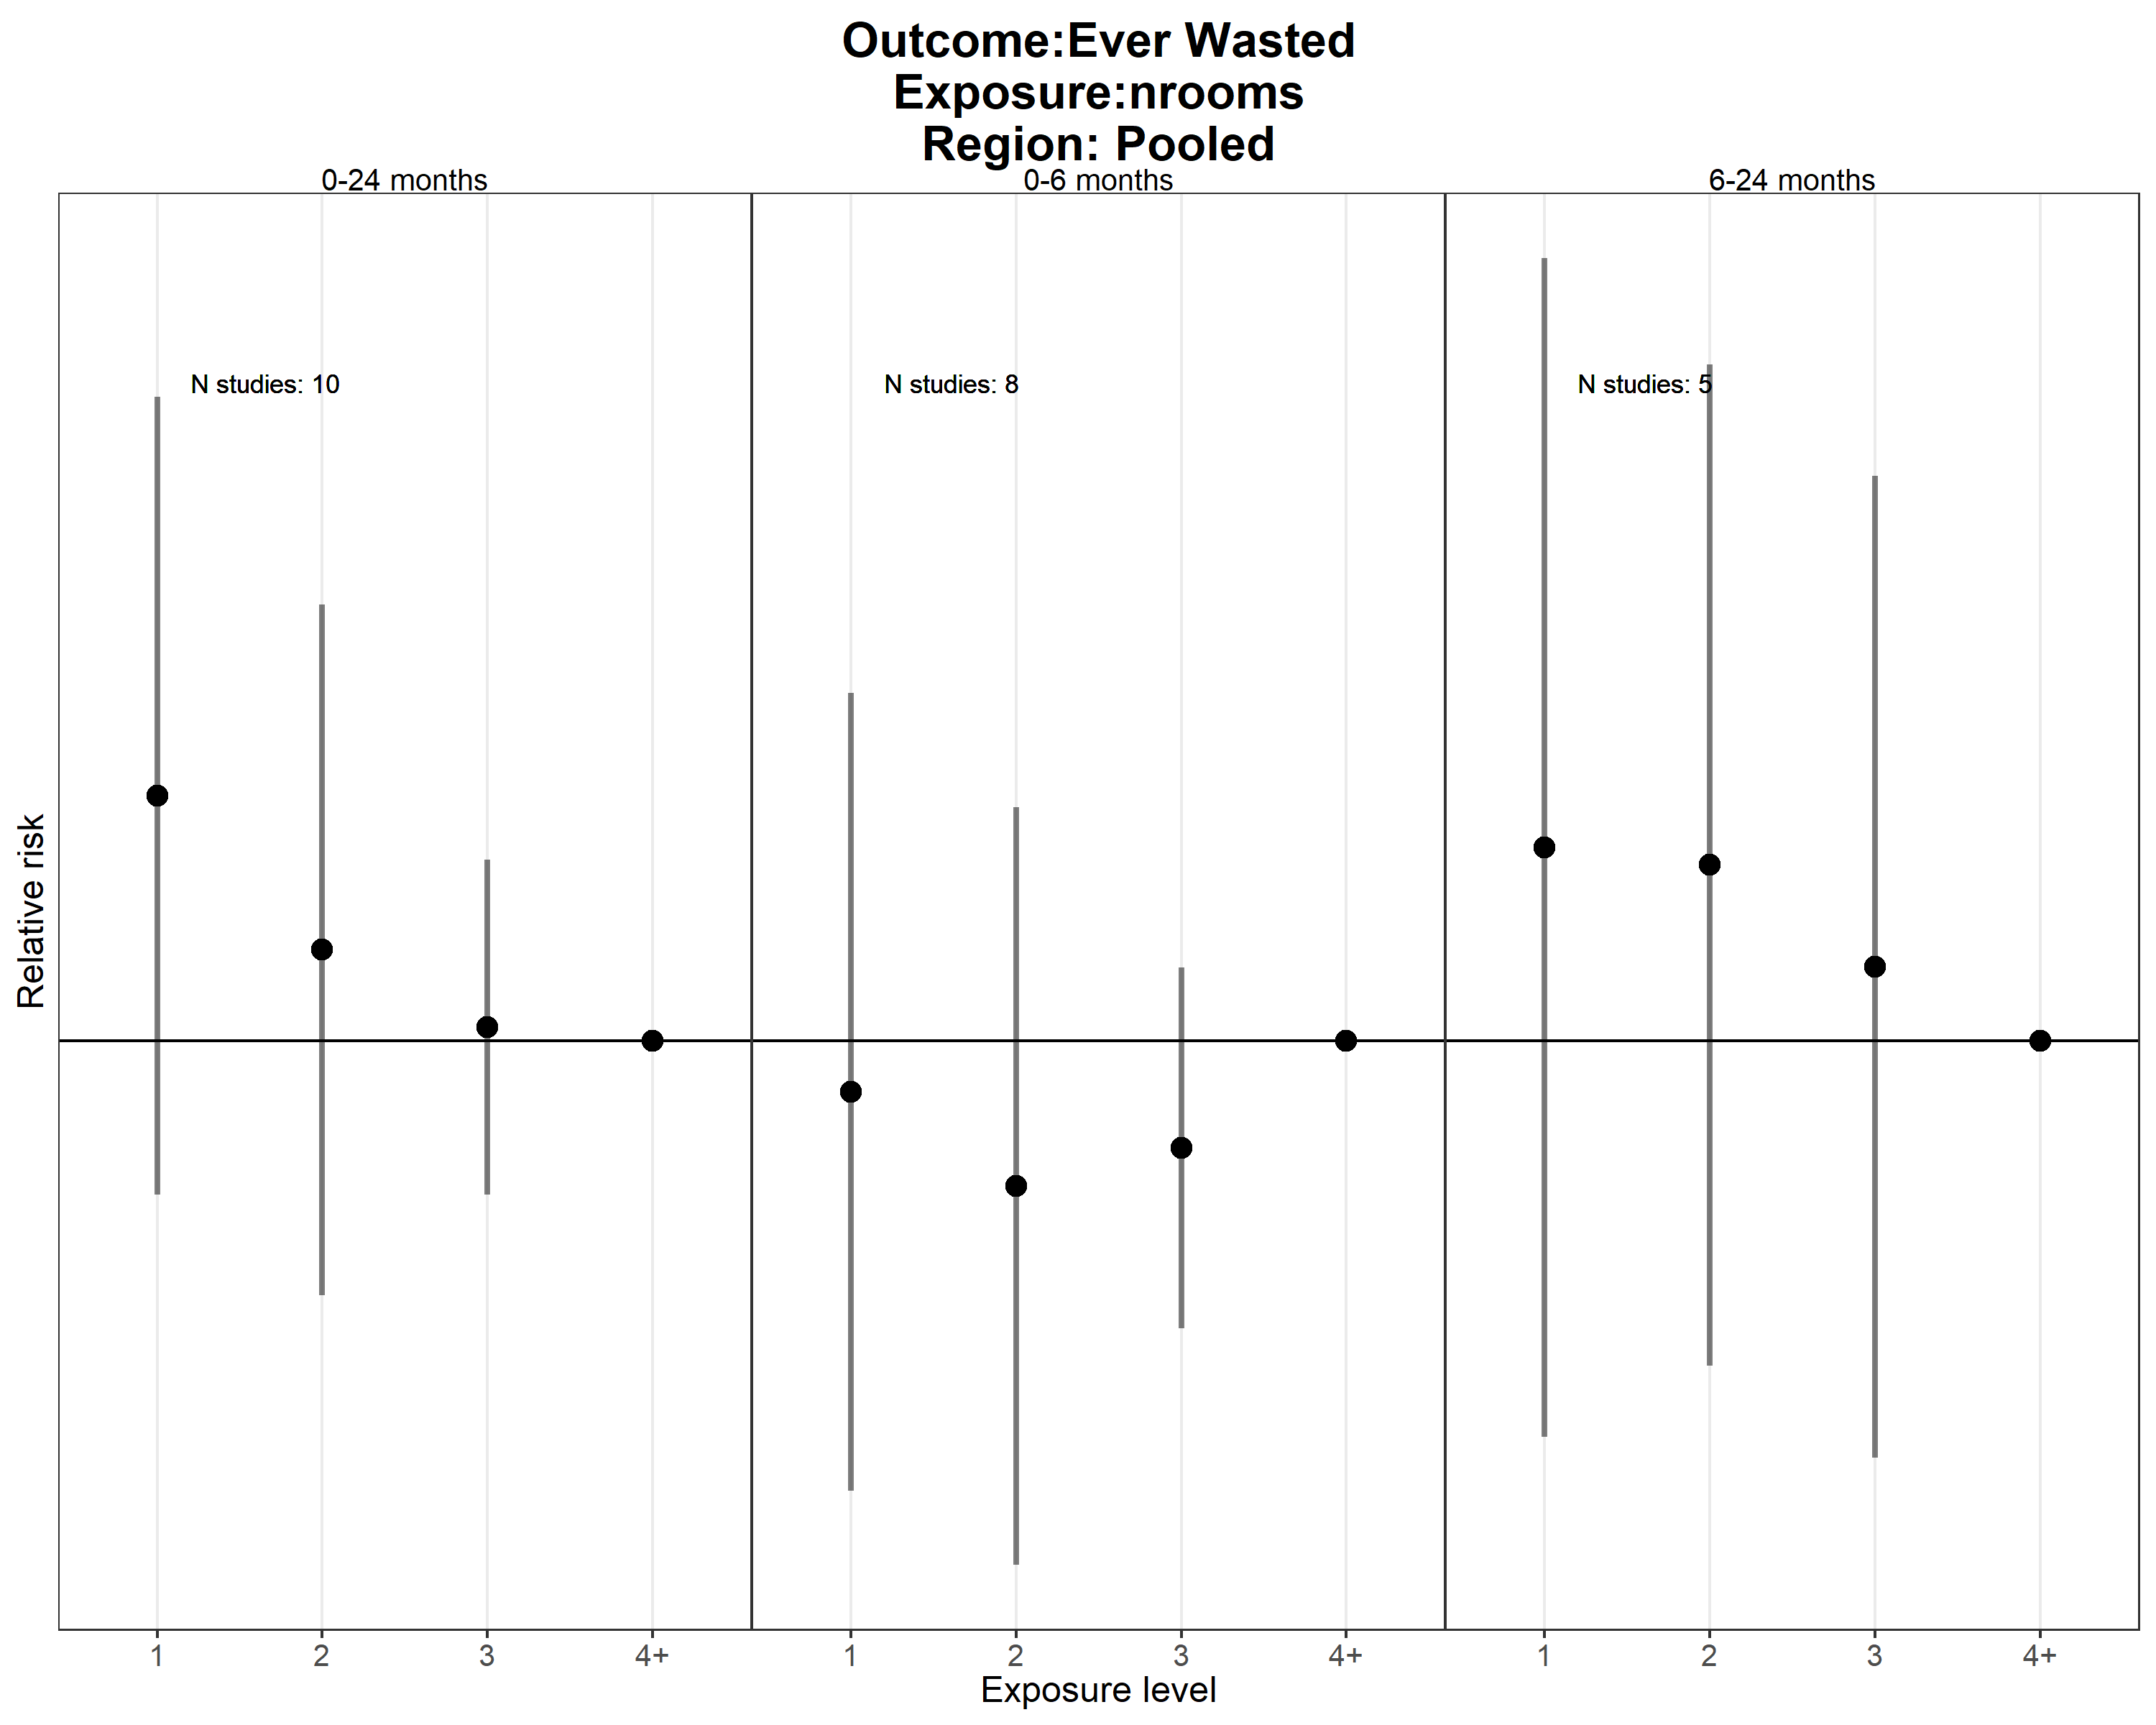 Outcome:Ever Wasted
Exposure:nrooms
Region: Pooled
0-24 months 0-6 months 6-24 months
N studies: 10 N studies: 8 N studies: 5
Relative risk
1 2 3 4+ 1 2 3 4+ 1 2 3 4+
Exposure level